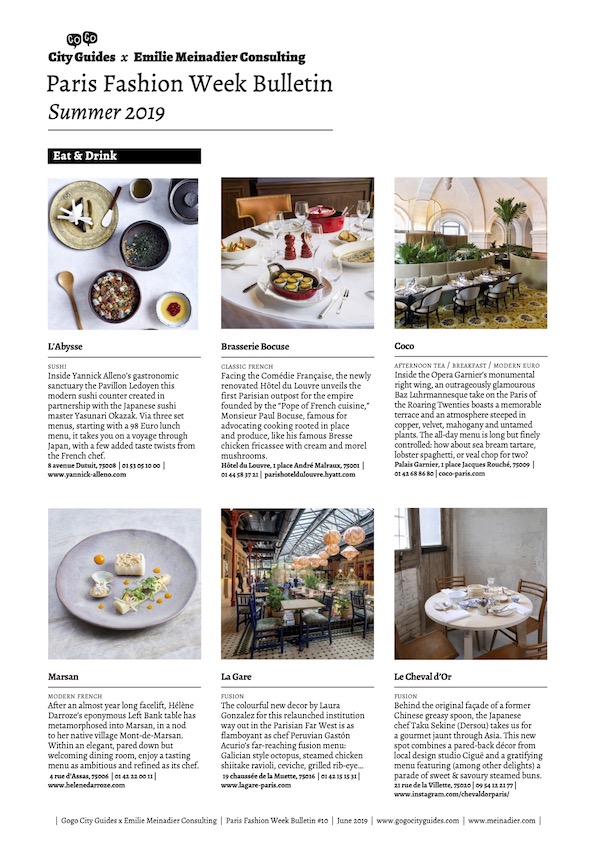 GO GO
City Guides x Emilie Meinadier Consulting
Paris Fashion Week Bulletin
Summer 2019
Eat & Drink
L'Abysse
SUSHI
Inside Yannick Alleno's gastronomic
sanctuary the Pavillon Ledoyen this
modern sushi counter created in
partnership with the Japanese sushi
master Yasunari Okazak. Via three set
menus, starting with a 98 Euro lunch
menu, it takes you on a voyage through
Japan, with a few added taste twists from
the French chef.
8 avenue Dutuit, 75008 | 01 53 05 10 00 |
www.yannick-alleno.com
Brasserie Bocuse
CLASSIC FRENCH
Facing the Comédie Française, the newly
renovated Hôtel du Louvre unveils the
first Parisian outpost for the empire
founded by the "Pope of French cuisine,"
Monsieur Paul Bocuse, famous for
advocating cooking rooted in place
and produce, like his famous Bresse
chicken fricassee with cream and morel
mushrooms.
Hôtel du Louvre, 1 place André Malraux, 75001 |
01 44 58 37 21 | parishoteldulouvre.hyatt.com
Coco
AFTERNOON TEA / BREAKFAST / MODERN EURO
Inside the Opera Garnier's monumental
right wing, an outrageously glamourous
Baz Luhrmannesque take on the Paris of
the Roaring Twenties boasts a memorable
terrace and an atmosphere steeped in
copper, velvet, mahogany and untamed
plants. The all-day menu is long but finely
controlled: how about sea bream tartare,
lobster spaghetti, or veal chop for two?
Palais Garnier, 1 place Jacques Rouché, 75009 |
01 42 68 86 80 | coco-paris.com
Marsan
MODERN FRENCH
After an almost year long facelift, Hélène
Darroze's eponymous Left Bank table has
metamorphosed into Marsan, in a nod
to her native village Mont-de-Marsan.
Within an elegant, pared down but
welcoming dining room, enjoy a tasting
menu as ambitious and refined as its chef.
4 rue d'Assas, 75006 | 01 42 22 00 11 |
www.helenedarroze.com
La Gare
FUSION
The colourful new decor by Laura
Gonzalez for this relaunched institution
way out in the Parisian Far West is as
flamboyant as chef Peruvian Gastón
Acurio's far-reaching fusion menu:
Galician style octopus, steamed chicken
shiitake ravioli, ceviche, grilled rib-eye...
19 chaussée de la Muette, 75016 | 01 42 15 15 31 |
www.lagare-paris.com
Le Cheval d'Or
FUSION
Behind the original façade of a former
Chinese greasy spoon, the Japanese
chef Taku Sekine (Dersou) takes us for
a gourmet jaunt through Asia. This new
spot combines a pared-back décor from
local design studio Ciguë and a gratifying
menu featuring (among other delights) a
parade of sweet & savoury steamed buns.
21 rue de la Villette, 75020 | 09 54 12 21 77 |
www.instagram.com/chevaldorparis/
| Gogo City Guides x Emilie Meinadier Consulting | Paris Fashion Week Bulletin #10 | June 2019 | www.gogocityguides.com | www.meinadier.com |